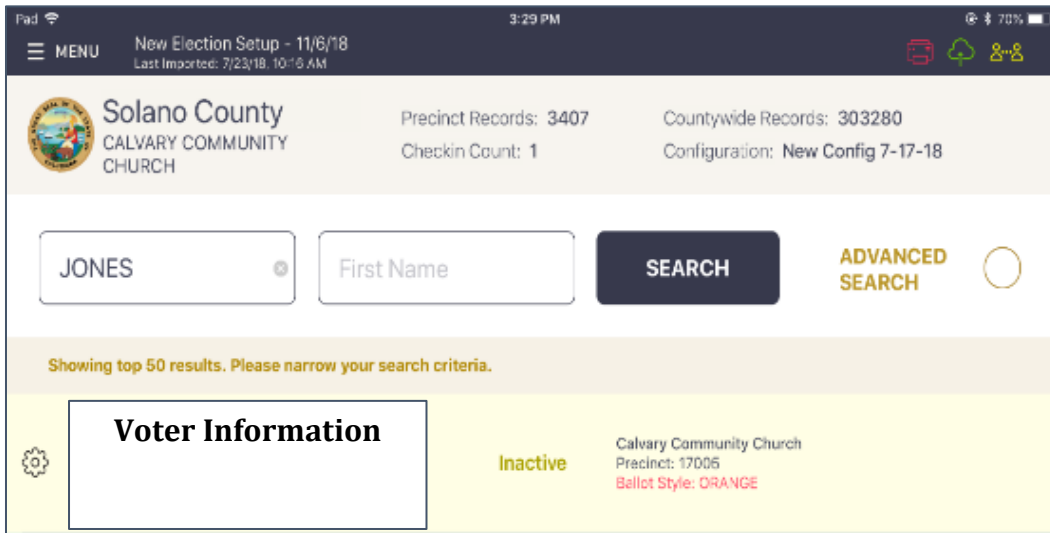 Pad 3:29 PM 70%
MENU
New Election Setup - 11/6/18
Last Imported: 7/23/18, 10:16 AM
Solano County
CALVARY COMMUNITY
CHURCH
Precinct Records: 3407
Checkin Count: 1
Countywide Records: 303280
Configuration: New Config 7-17-18
JONES
First Name
SEARCH
ADVANCED
SEARCH
Showing top 50 results. Please narrow your search criteria.
Voter Information
Inactive
Calvary Community Church
Precinct: 17006
Ballot Style: ORANGE